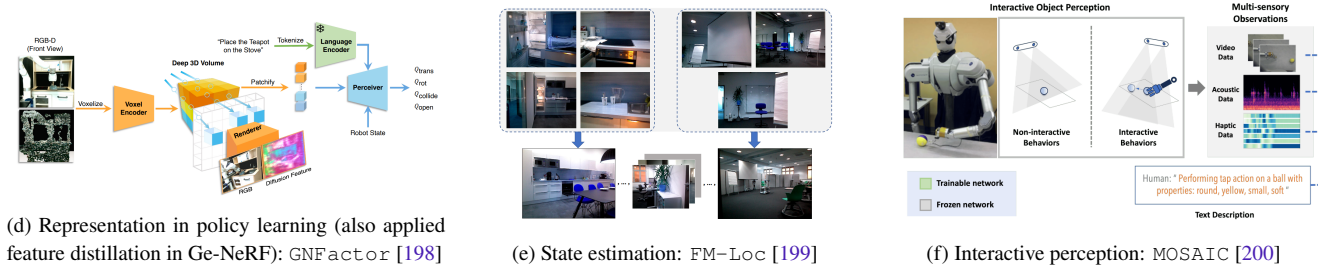 RGB-D
(Front View)
Voxelize
Voxel
Encoder
Deep 3D Volume
"Place the Teapot
on the Stove"
Tokenize
Language
Encoder
Patchify
Perceiver
Robot State
Q_trans
Q_rot
Q_collide
Q_open
Renderer
RGB
Diffusion Feature
(d) Representation in policy learning (also applied
feature distillation in Ge-NeRF): GNFactor [198]
(e) State estimation: FM-Loc [199]
Interactive Object Perception
Non-interactive
Behaviors
Interactive
Behaviors
Multi-sensory
Observations
Video
Data
Acoustic
Data
Haptic
Data
Trainable network
Frozen network
Human: " Performing tap action on a ball with
properties: round, yellow, small, soft "
Text Description
(f) Interactive perception: MOSAIC [200]